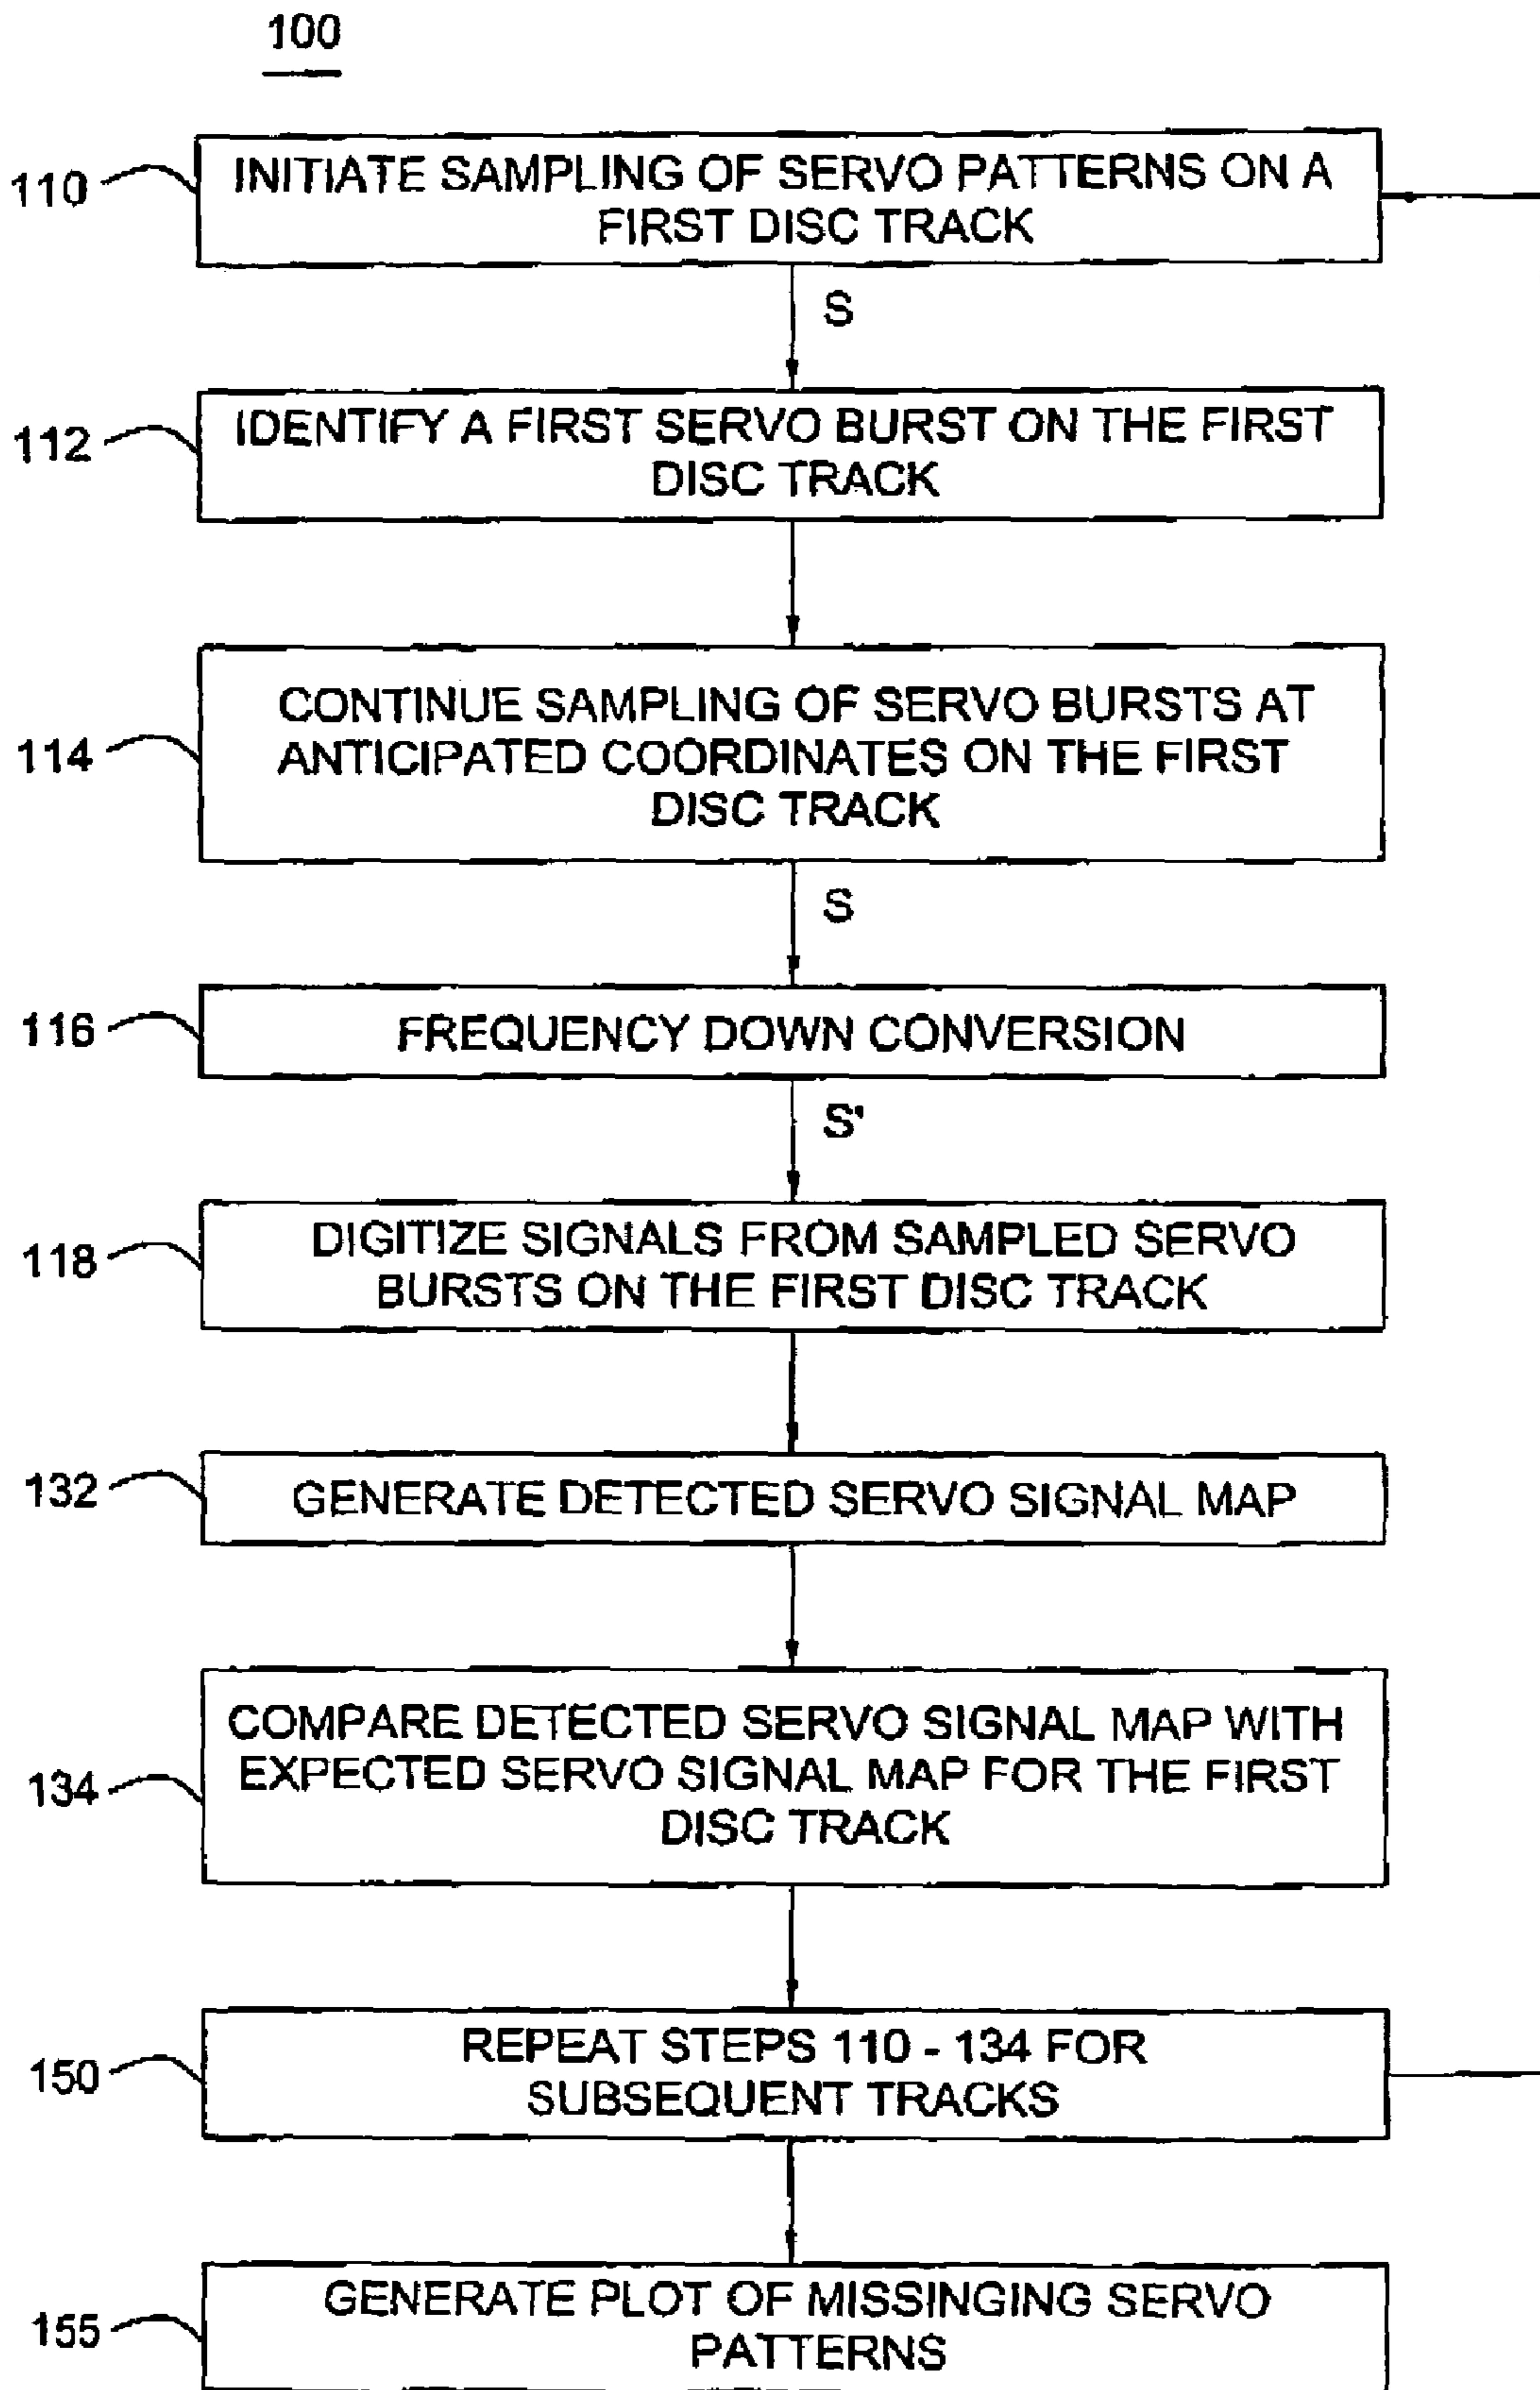 100
110
INITIATE SAMPLING OF SERVO PATTERNS ON A
FIRST DISC TRACK
S
112
IDENTIFY A FIRST SERVO BURST ON THE FIRST
DISC TRACK
114
CONTINUE SAMPLING OF SERVO BURSTS AT
ANTICIPATED COORDINATES ON THE FIRST
DISC TRACK
S
116
FREQUENCY DOWN CONVERSION
S'
118
DIGITIZE SIGNALS FROM SAMPLED SERVO
BURSTS ON THE FIRST DISC TRACK
132
GENERATE DETECTED SERVO SIGNAL MAP
134
COMPARE DETECTED SERVO SIGNAL MAP WITH
EXPECTED SERVO SIGNAL MAP FOR THE FIRST
DISC TRACK
150
REPEAT STEPS 110 - 134 FOR
SUBSEQUENT TRACKS
155
GENERATE PLOT OF MISSINGING SERVO
PATTERNS